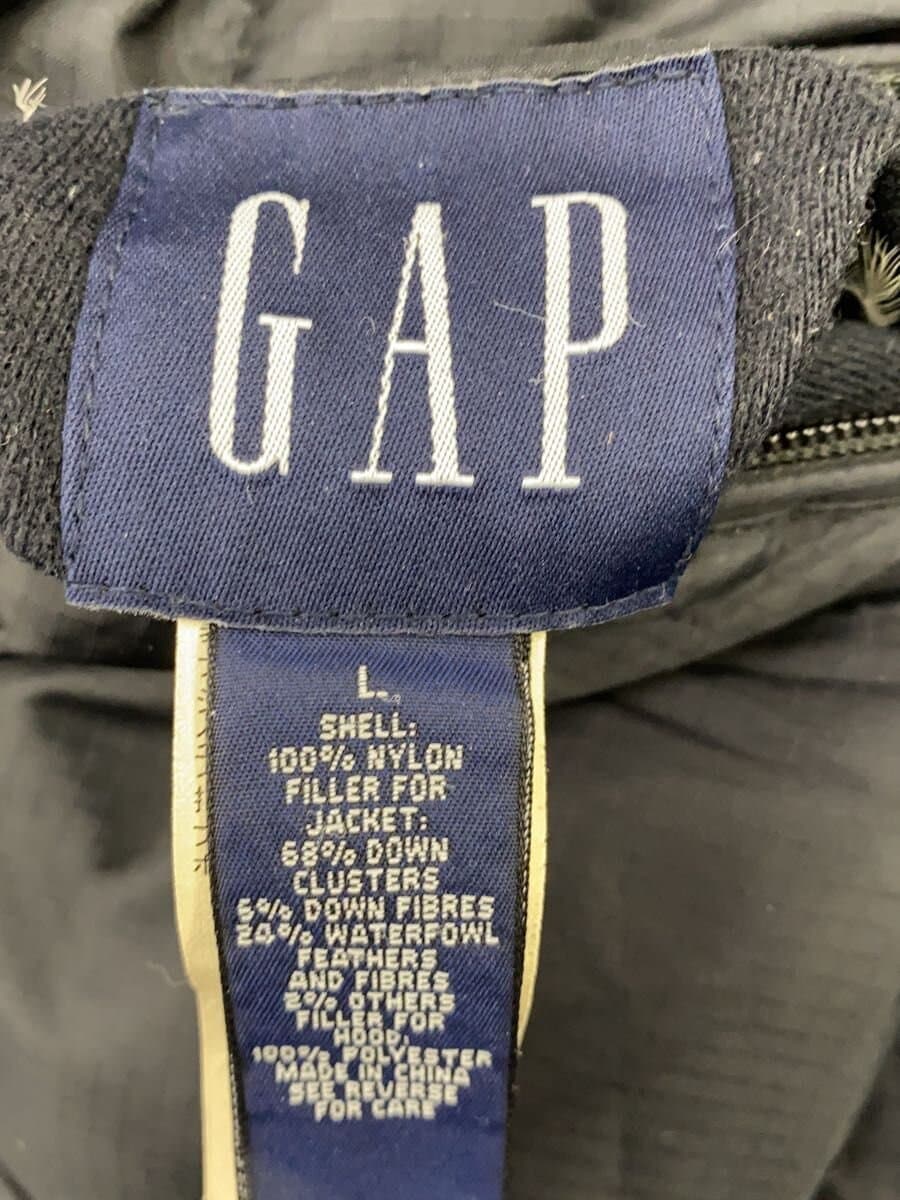 GAP
L.
SHELL:
100% NYLON
FILLER FOR
JACKET:
68% DOWN
CLUSTERS
6% DOWN FIBRES
24% WATERFOWL
FEATHERS
AND FIBRES
2% OTHERS
FILLER FOR
HOOD.
100% POLYESTER
MADE IN CHINA
SEE REVERSE
FOR CARE